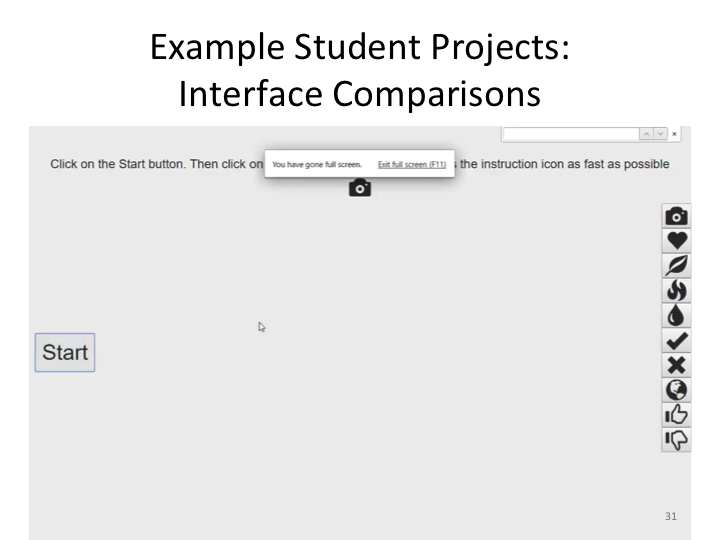 Example Student Projects:
Interface Comparisons
Click on the Start button. Then click on
You have gone full screen. Exit full screen (F11)
s the instruction icon as fast as possible
Start
31